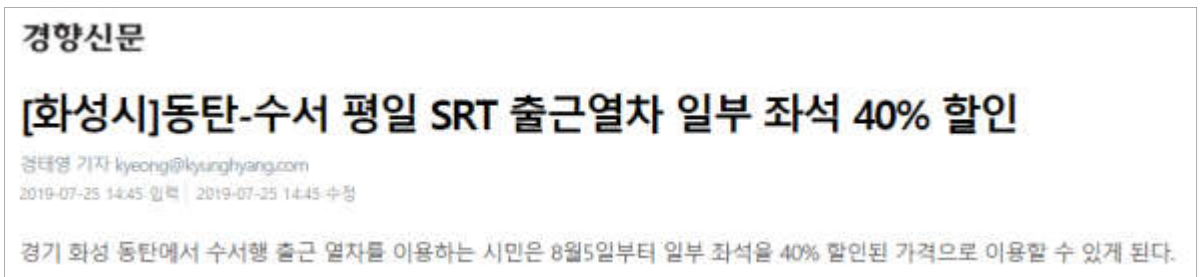 경향신문
[화성시]동탄-수서 평일 SRT 출근열차 일부 좌석 40% 할인
경태영 기자 kyeong@kyunghyang.com
2019-07-25 14:45 입력 2019-07-25 14:45 수정
경기 화성 동탄에서 수서행 출근 열차를 이용하는 시민은 8월5일부터 일부 좌석을 40% 할인된 가격으로 이용할 수 있게 된다.